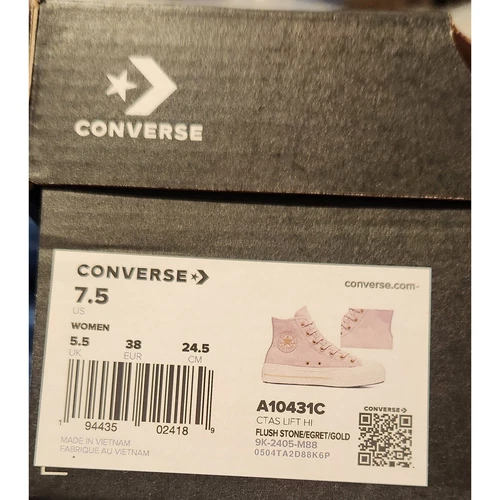 CONVERSE
CONVERSE
converse.com
7.5
US
WOMEN
5.5 38 24.5
UK EUR CM
1 94435 02418 9
MADE IN VIETNAM
FABRIQUE AU VIETNAM
A10431C
CTAS LIFT HI
FLUSH STONE/EGRET/GOLD
9K-2405-M88
0504TA2D88K6P
CONVERSE